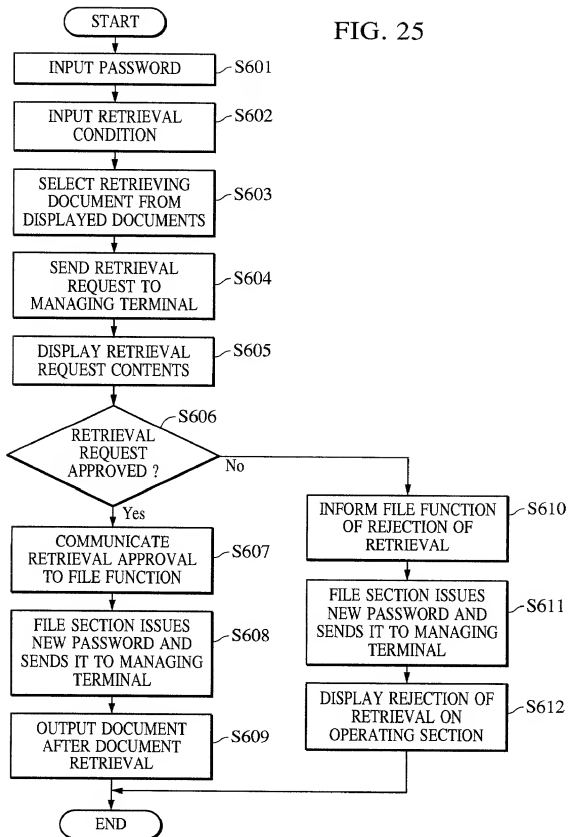 START
FIG. 25
INPUT PASSWORD
S601
INPUT RETRIEVAL
CONDITION
S602
SELECT RETRIEVING
DOCUMENT FROM
DISPLAYED DOCUMENTS
S603
SEND RETRIEVAL
REQUEST TO
MANAGING TERMINAL
S604
DISPLAY RETRIEVAL
REQUEST CONTENTS
S605
S606
RETRIEVAL
REQUEST
APPROVED ?
No
Yes
COMMUNICATE
RETRIEVAL APPROVAL
TO FILE FUNCTION
S607
FILE SECTION ISSUES
NEW PASSWORD AND
SENDS IT TO MANAGING
TERMINAL
S608
OUTPUT DOCUMENT
AFTER DOCUMENT
RETRIEVAL
S609
INFORM FILE FUNCTION
OF REJECTION OF
RETRIEVAL
S610
FILE SECTION ISSUES
NEW PASSWORD AND
SENDS IT TO MANAGING
TERMINAL
S611
DISPLAY REJECTION OF
RETRIEVAL ON
OPERATING SECTION
S612
END